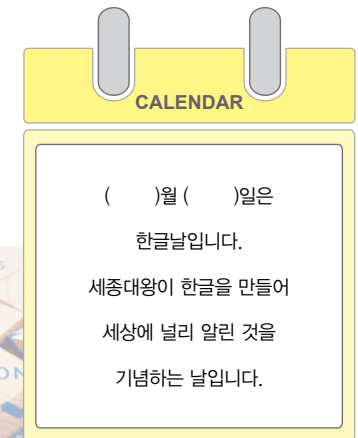 CALENDAR
(　　)월 (　　)일은
한글날입니다.
세종대왕이 한글을 만들어
세상에 널리 알린 것을
기념하는 날입니다.